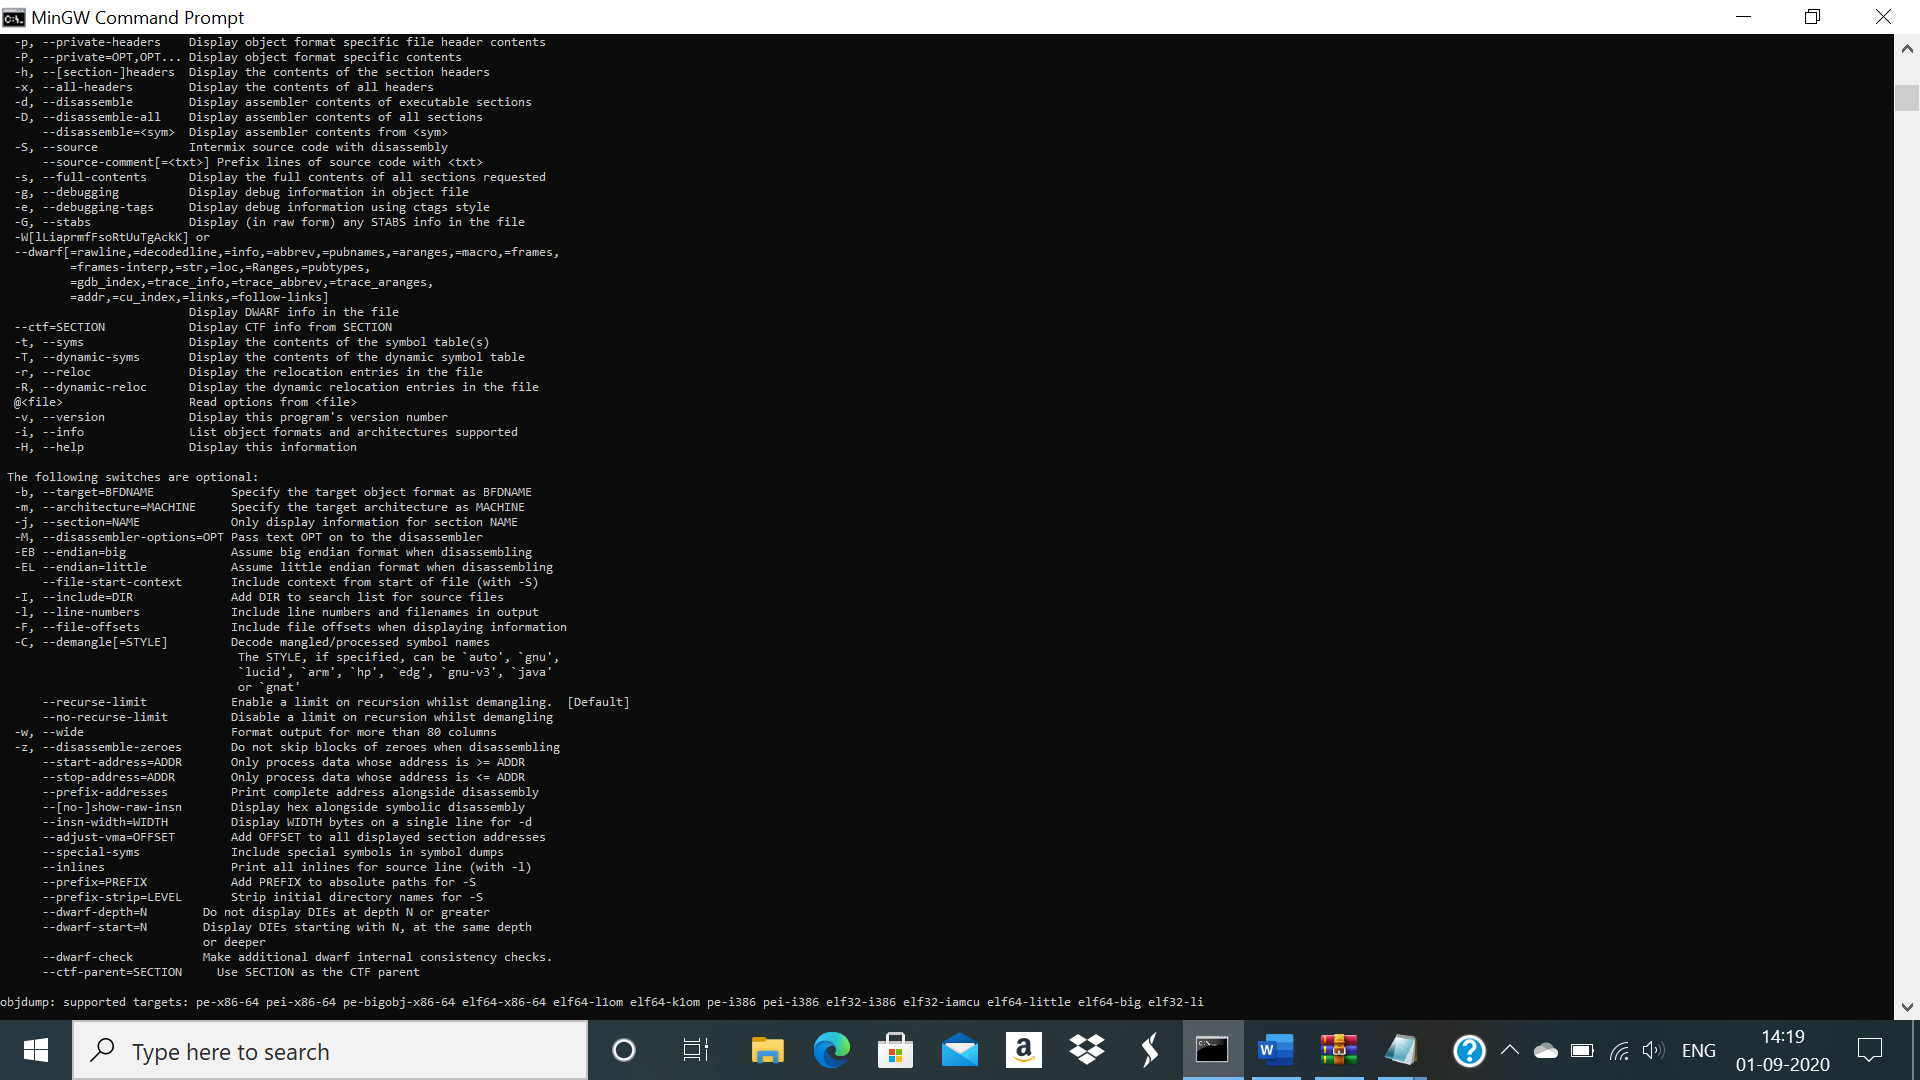 MinGW Command Prompt
-p, --private-headers    Display object format specific file header contents
-P, --private=OPT,OPT... Display object format specific contents
-h, --[section-]headers  Display the contents of the section headers
-x, --all-headers        Display the contents of all headers
-d, --disassemble        Display assembler contents of executable sections
-D, --disassemble-all    Display assembler contents of all sections
    --disassemble=<sym>  Display assembler contents from <sym>
-S, --source             Intermix source code with disassembly
    --source-comment[=<txt>] Prefix lines of source code with <txt>
-s, --full-contents      Display the full contents of all sections requested
-g, --debugging          Display debug information in object file
-e, --debugging-tags     Display debug information using ctags style
-G, --stabs              Display (in raw form) any STABS info in the file
-W[lLiaprmfFsoRtUuTgAckK] or
--dwarf[=rawline,=decodedline,=info,=abbrev,=pubnames,=aranges,=macro,=frames,
        =frames-interp,=str,=loc,=Ranges,=pubtypes,
        =gdb_index,=trace_info,=trace_abbrev,=trace_aranges,
        =addr,=cu_index,=links,=follow-links]
                         Display DWARF info in the file
--ctf=SECTION            Display CTF info from SECTION
-t, --syms               Display the contents of the symbol table(s)
-T, --dynamic-syms       Display the contents of the dynamic symbol table
-r, --reloc              Display the relocation entries in the file
-R, --dynamic-reloc      Display the dynamic relocation entries in the file
@<file>                  Read options from <file>
-v, --version            Display this program's version number
-i, --info               List object formats and architectures supported
-H, --help               Display this information
The following switches are optional:
-b, --target=BFDNAME           Specify the target object format as BFDNAME
-m, --architecture=MACHINE     Specify the target architecture as MACHINE
-j, --section=NAME             Only display information for section NAME
-M, --disassembler-options=OPT Pass text OPT on to the disassembler
-EB --endian=big               Assume big endian format when disassembling
-EL --endian=little            Assume little endian format when disassembling
    --file-start-context       Include context from start of file (with -S)
-I, --include=DIR              Add DIR to search list for source files
-l, --line-numbers             Include line numbers and filenames in output
-F, --file-offsets             Include file offsets when displaying information
-C, --demangle[=STYLE]         Decode mangled/processed symbol names
                                The STYLE, if specified, can be `auto', `gnu',
                                `lucid', `arm', `hp', `edg', `gnu-v3', `java'
                                or `gnat'
    --recurse-limit            Enable a limit on recursion whilst demangling.  [Default]
    --no-recurse-limit         Disable a limit on recursion whilst demangling
-w, --wide                     Format output for more than 80 columns
-z, --disassemble-zeroes       Do not skip blocks of zeroes when disassembling
    --start-address=ADDR       Only process data whose address is >= ADDR
    --stop-address=ADDR        Only process data whose address is <= ADDR
    --prefix-addresses         Print complete address alongside disassembly
    --[no-]show-raw-insn       Display hex alongside symbolic disassembly
    --insn-width=WIDTH         Display WIDTH bytes on a single line for -d
    --adjust-vma=OFFSET        Add OFFSET to all displayed section addresses
    --special-syms             Include special symbols in symbol dumps
    --inlines                  Print all inlines for source line (with -l)
    --prefix=PREFIX            Add PREFIX to absolute paths for -S
    --prefix-strip=LEVEL       Strip initial directory names for -S
    --dwarf-depth=N        Do not display DIEs at depth N or greater
    --dwarf-start=N        Display DIEs starting with N, at the same depth
                           or deeper
    --dwarf-check          Make additional dwarf internal consistency checks.
    --ctf-parent=SECTION     Use SECTION as the CTF parent
objdump: supported targets: pe-x86-64 pei-x86-64 pe-bigobj-x86-64 elf64-x86-64 elf64-l1om elf64-k1om pe-i386 pei-i386 elf32-i386 elf32-iamcu elf64-little elf64-big elf32-li
Type here to search
ENG
14:19
01-09-2020